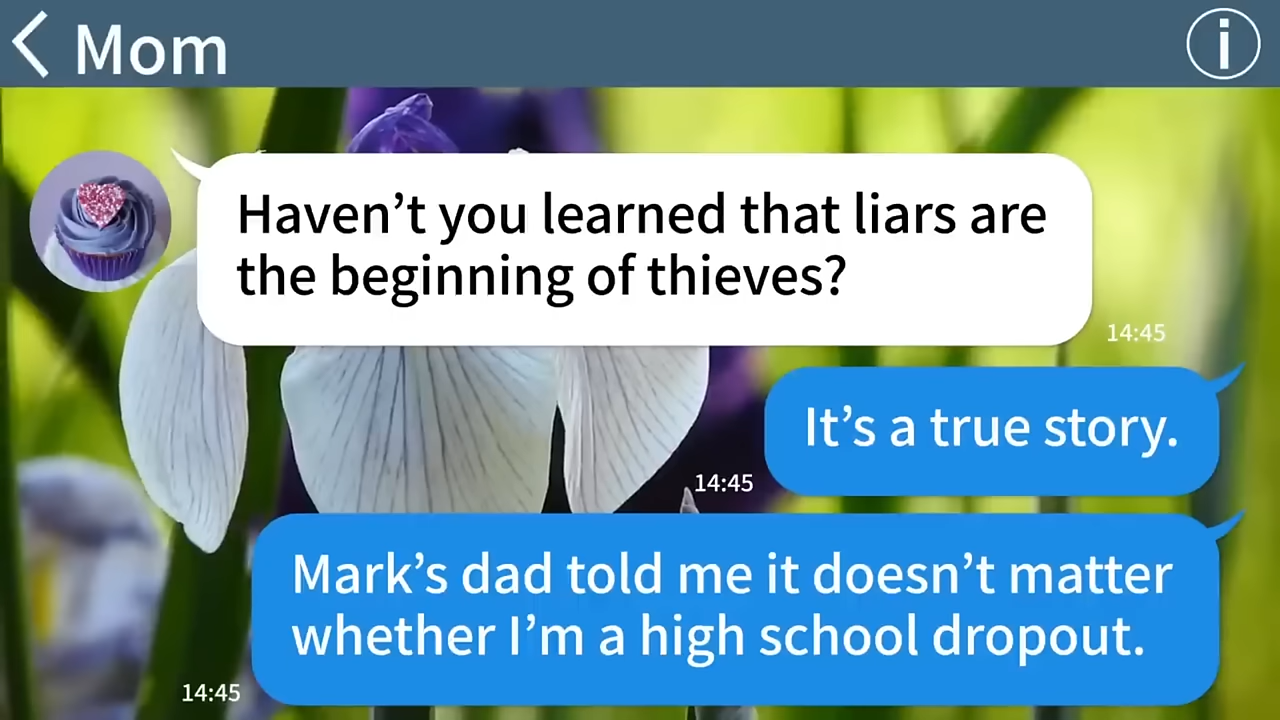 Mom
Haven’t you learned that liars are
the beginning of thieves?
14:45
It’s a true story.
14:45
Mark’s dad told me it doesn’t matter
whether I’m a high school dropout.
14:45